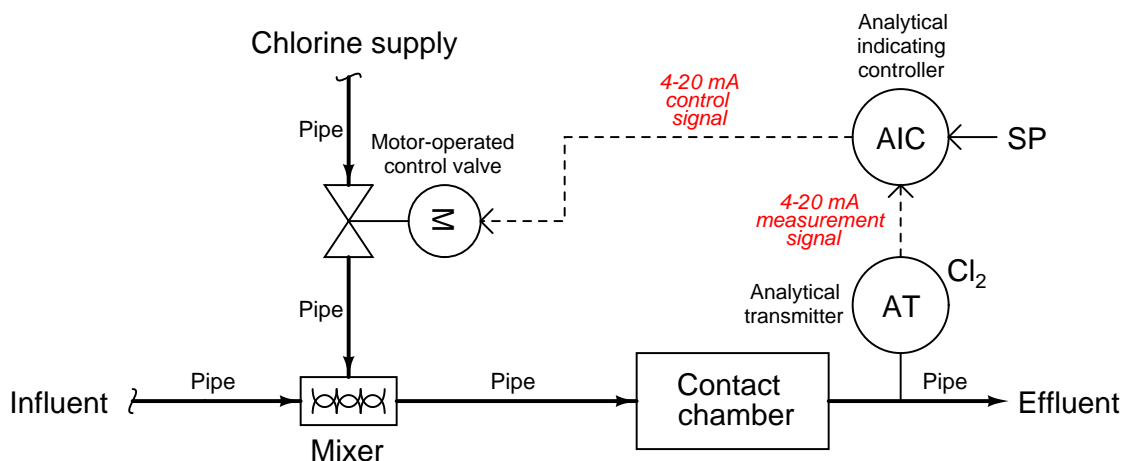 Chlorine supply
Analytical
indicating
controller
4-20 mA
control
signal
Pipe
Motor-operated
control valve
AIC
SP
M
4-20 mA
measurement
signal
Cl2
Pipe
Analytical
transmitter
AT
Influent
Pipe
Mixer
Pipe
Contact
chamber
Pipe
Effluent